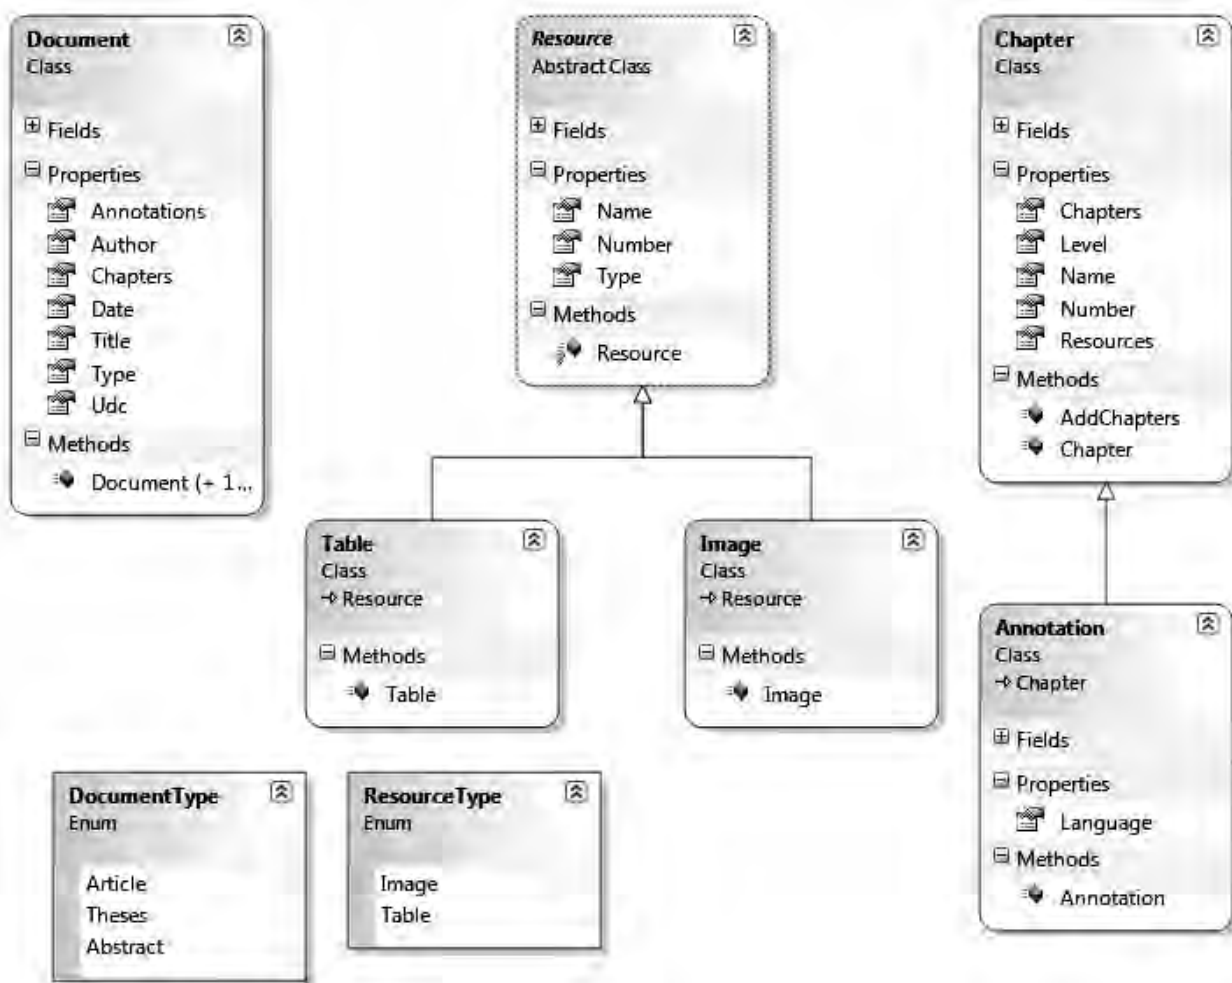 Document
Class
Fields
Properties
Annotations
Author
Chapters
Date
Title
Type
Udc
Methods
Document (+ 1...
Resource
Abstract Class
Fields
Properties
Name
Number
Type
Methods
Resource
Chapter
Class
Fields
Properties
Chapters
Level
Name
Number
Resources
Methods
AddChapters
Chapter
Table
Class
Resource
Methods
Table
Image
Class
Resource
Methods
Image
Annotation
Class
Chapter
Fields
Properties
Language
Methods
Annotation
DocumentType
Enum
Article
Theses
Abstract
ResourceType
Enum
Image
Table